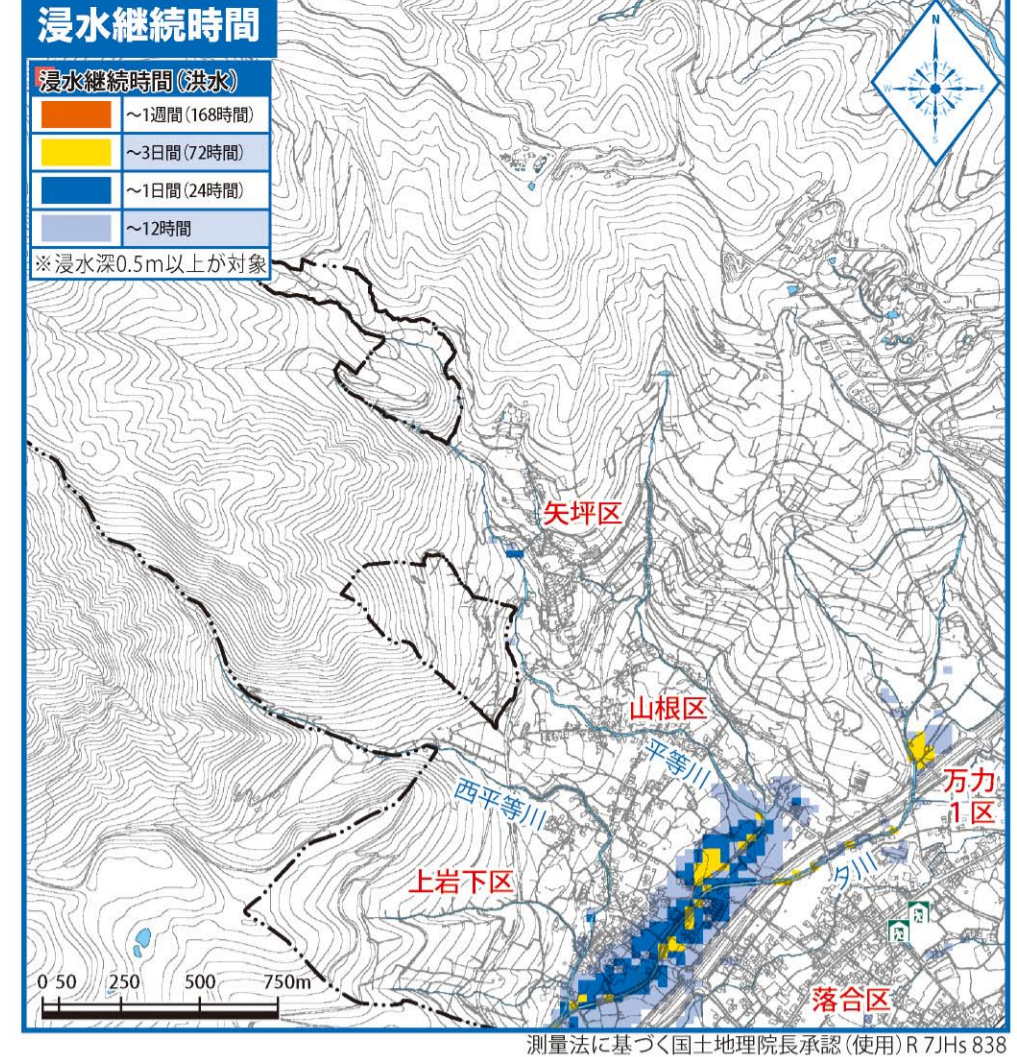 浸水継続時間
浸水継続時間(洪水)
~1週間(168時間)
~3日間(72時間)
~1日間(24時間)
~12時間
※浸水深0.5m以上が対象
N
W
E
S
矢坪区
山根区
平等川
万力
1区
西平等川
夕川
上岩下区
落合区
0 50 250 500 750m
測量法に基づく国土地理院長承認(使用)R 7JHs 838